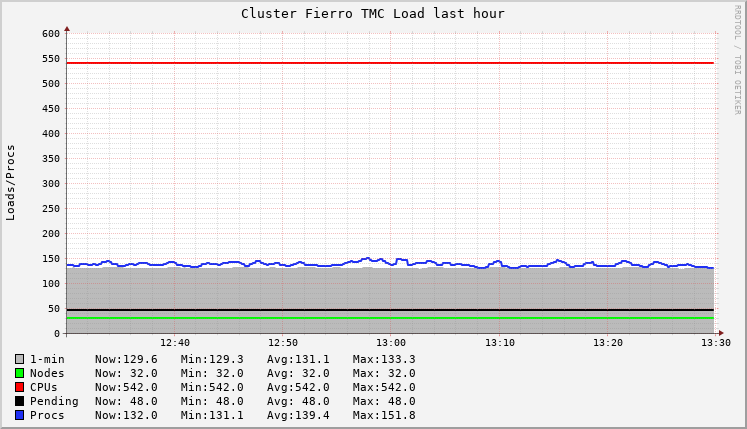 Cluster Fierro TMC Load last hour
RRDTOOL / TOBI OETIKER
Loads/Procs
600
550
500
450
400
350
300
250
200
150
100
50
0
12:40 12:50 13:00 13:10 13:20 13:30
1-min Now:129.6 Min:129.3 Avg:131.1 Max:133.3
Nodes Now: 32.0 Min: 32.0 Avg: 32.0 Max: 32.0
CPUs Now:542.0 Min:542.0 Avg:542.0 Max:542.0
Pending Now: 48.0 Min: 48.0 Avg: 48.0 Max: 48.0
Procs Now:132.0 Min:131.1 Avg:139.4 Max:151.8